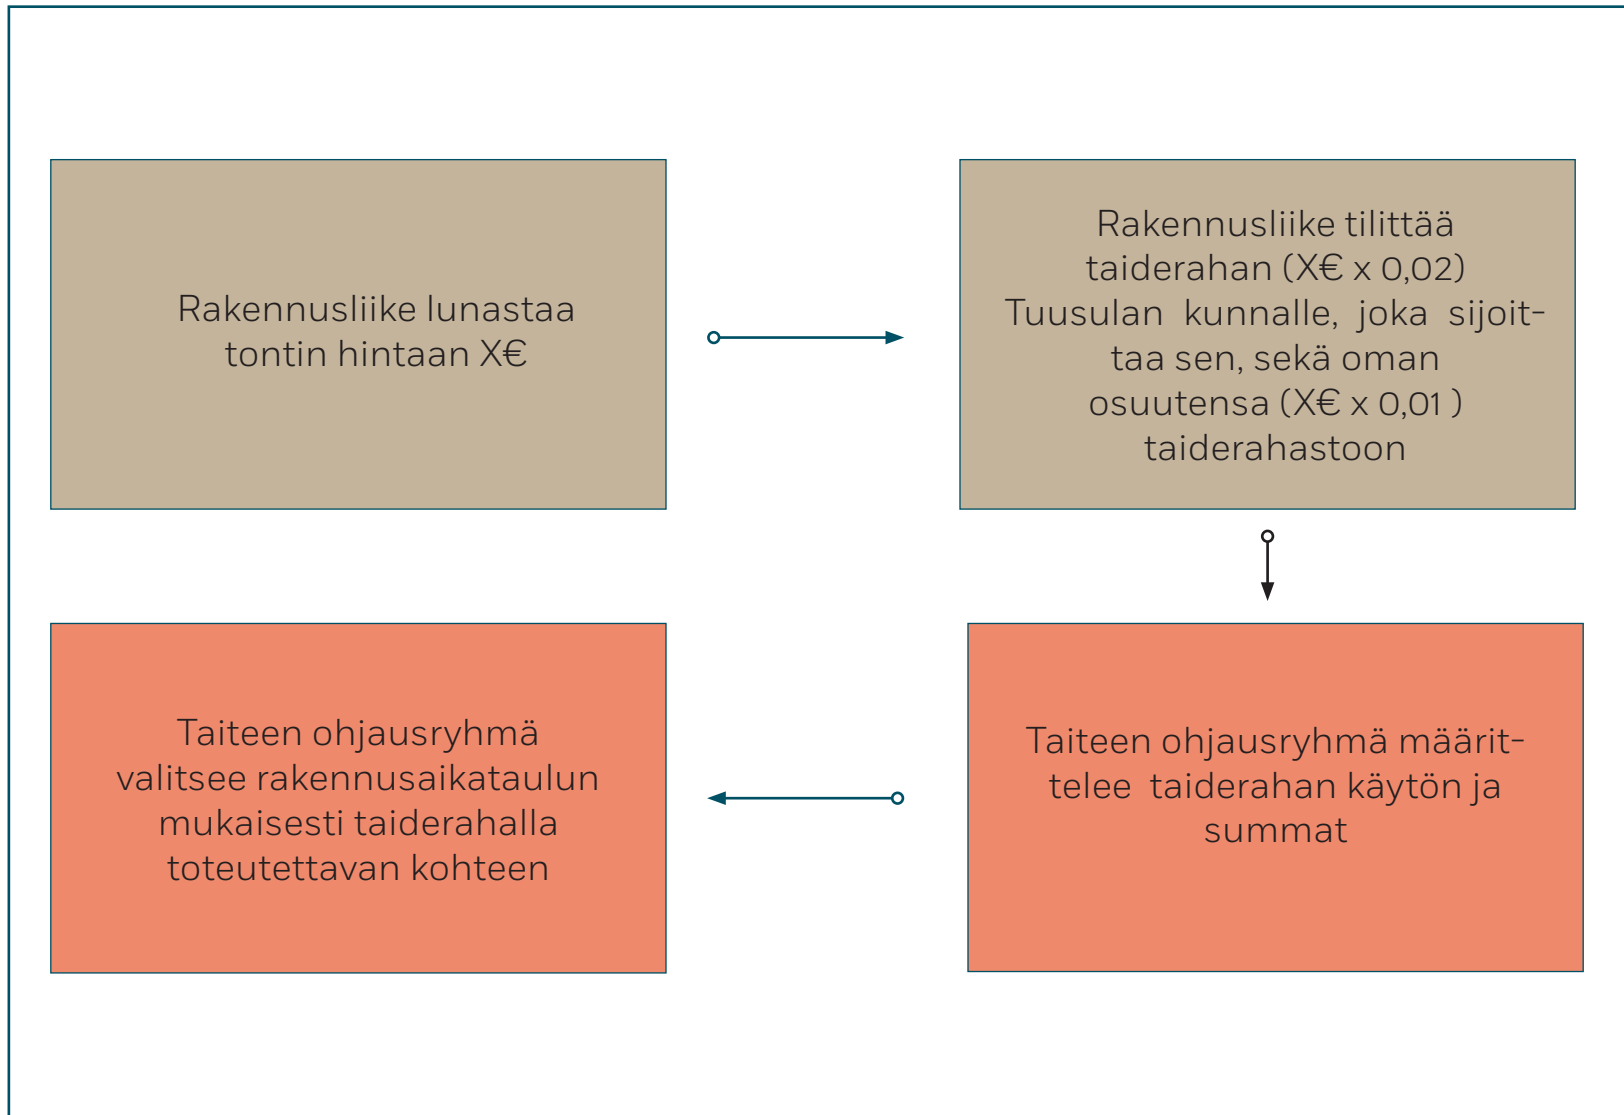 Rakennusliike lunastaa
tontin hintaan X€
Rakennusliike tilittää
taiderahan (X€ x 0,02)
Tuusulan kunnalle, joka sijoit-
taa sen, sekä oman
osuutensa (X€ x 0,01 )
taiderahastoon
Taiteen ohjausryhmä määrit-
telee taiderahan käytön ja
summat
Taiteen ohjausryhmä
valitsee rakennusaikataulun
mukaisesti taiderahalla
toteutettavan kohteen